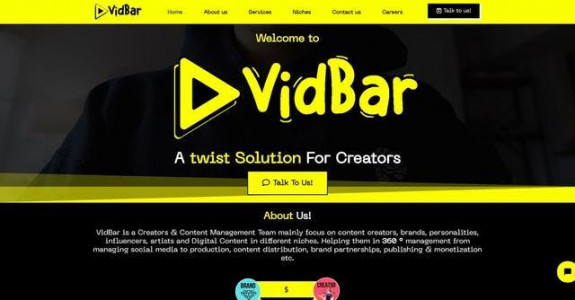 VidBar
Home About us Services Niches Contact us Careers Talk to us!
Welcome to
VidBar
A twist Solution For Creators
Talk To Us!
About Us!
VidBar is a Creators & Content Management Team mainly focus on content creators, brands, personalities,
influencers, artists and Digital Content in different niches. Helping them in 360 ° management from
managing social media to production, content distribution, brand partnerships, publishing & monetization
etc.
BRAND $ CREATOR